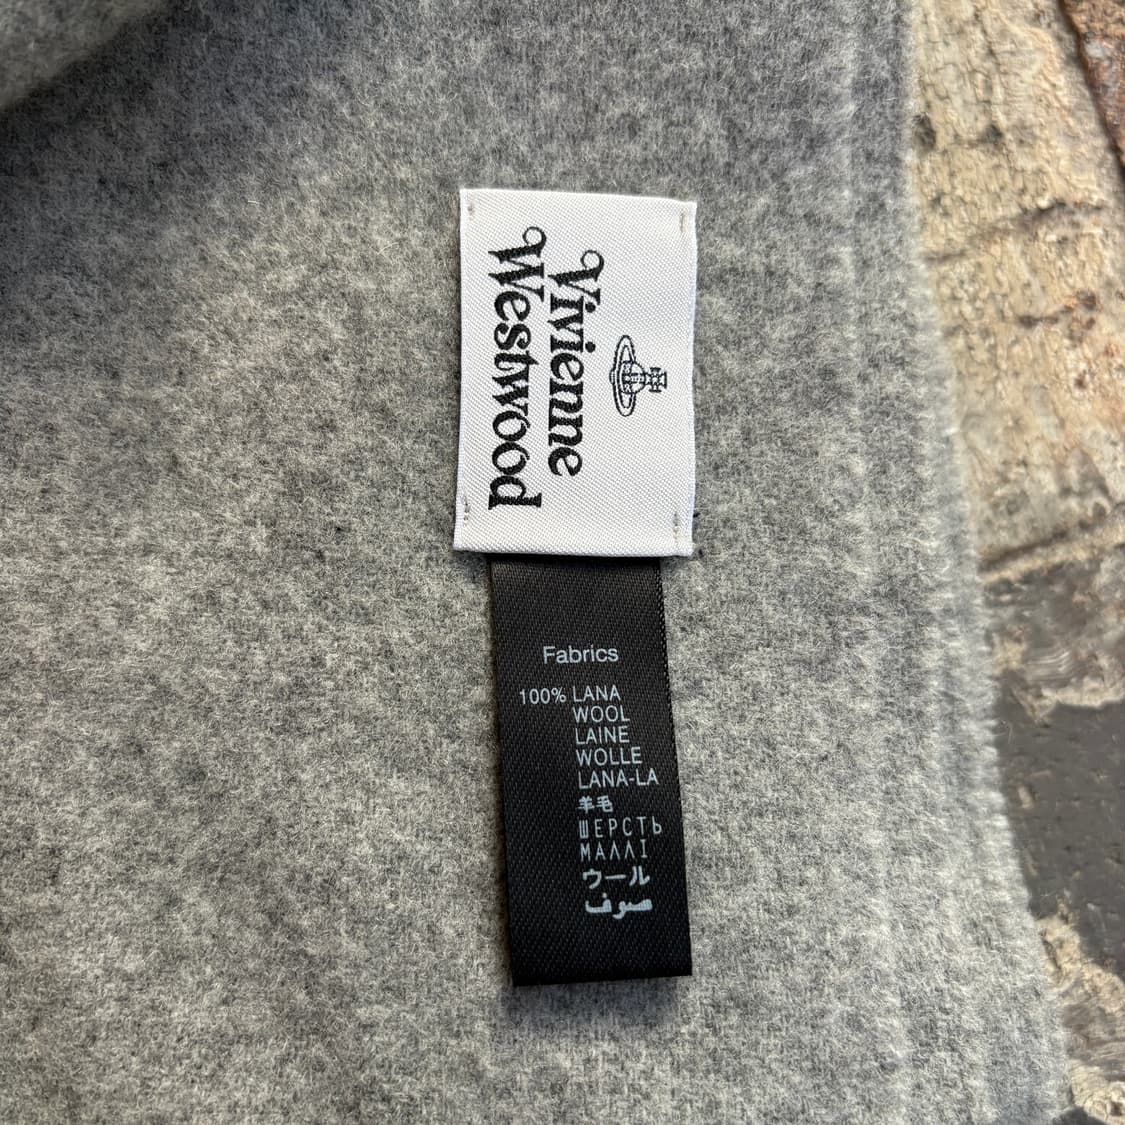 Vivienne
Westwood
Fabrics
100% LANA
WOOL
LAINE
WOLLE
LANA-LA
羊毛
ШЕРСТЬ
ΜΑΛΛΙ
ウール
صوف